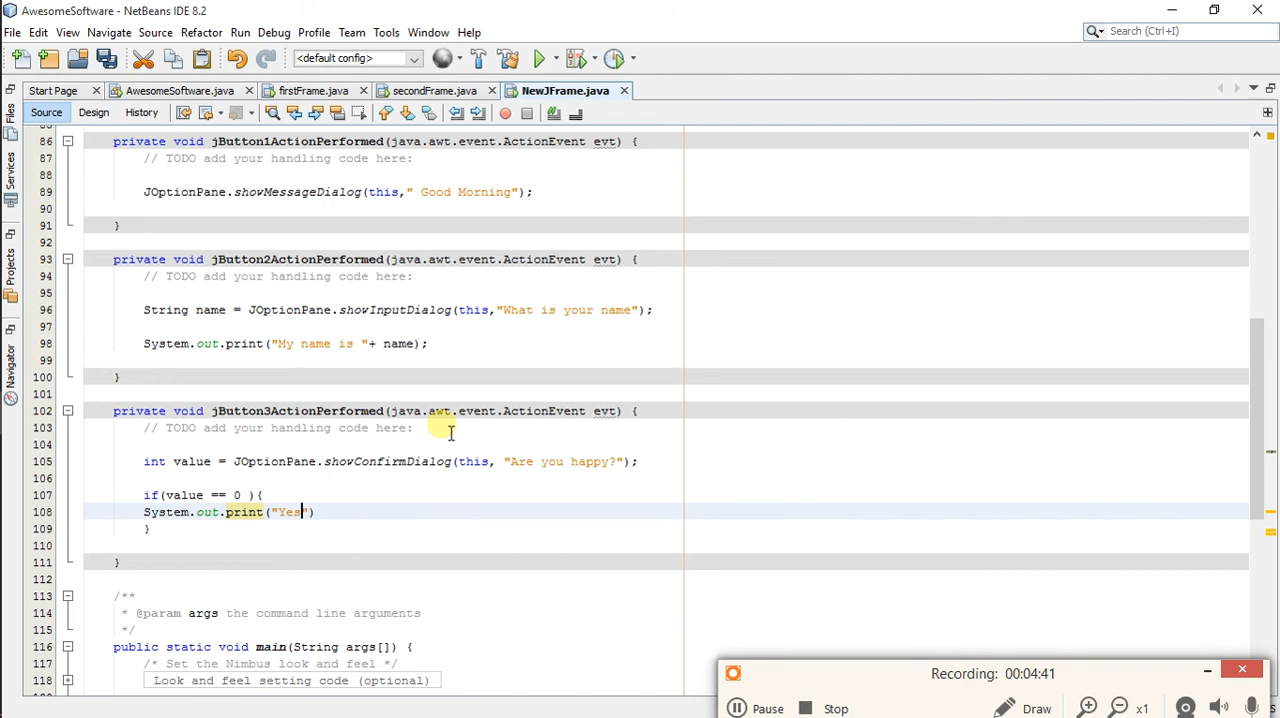 AwesomeSoftware - NetBeans IDE 8.2
File Edit View Navigate Source Refactor Run Debug Profile Team Tools Window Help
Search (Ctrl+I)
<default config>
Start Page AwesomeSoftware.java firstFrame.java secondFrame.java NewJFrame.java
Source Design History
Files
Services
Projects
Navigator
86 private void jButton1ActionPerformed(java.awt.event.ActionEvent evt) {
87 // TODO add your handling code here:
88
89 JOptionPane.showMessageDialog(this," Good Morning");
90
91 }
92
93 private void jButton2ActionPerformed(java.awt.event.ActionEvent evt) {
94 // TODO add your handling code here:
95
96 String name = JOptionPane.showInputDialog(this,"What is your name");
97
98 System.out.print("My name is "+ name);
99
100 }
101
102 private void jButton3ActionPerformed(java.awt.event.ActionEvent evt) {
103 // TODO add your handling code here:
104
105 int value = JOptionPane.showConfirmDialog(this, "Are you happy?");
106
107 if(value == 0 ){
108 System.out.print("Yes")
109 }
110
111 }
112
113 /**
114 * @param args the command line arguments
115 */
116 public static void main(String args[]) {
117 /* Set the Nimbus look and feel */
118 Look and feel setting code (optional)
Recording: 00:04:41
Pause Stop Draw x1